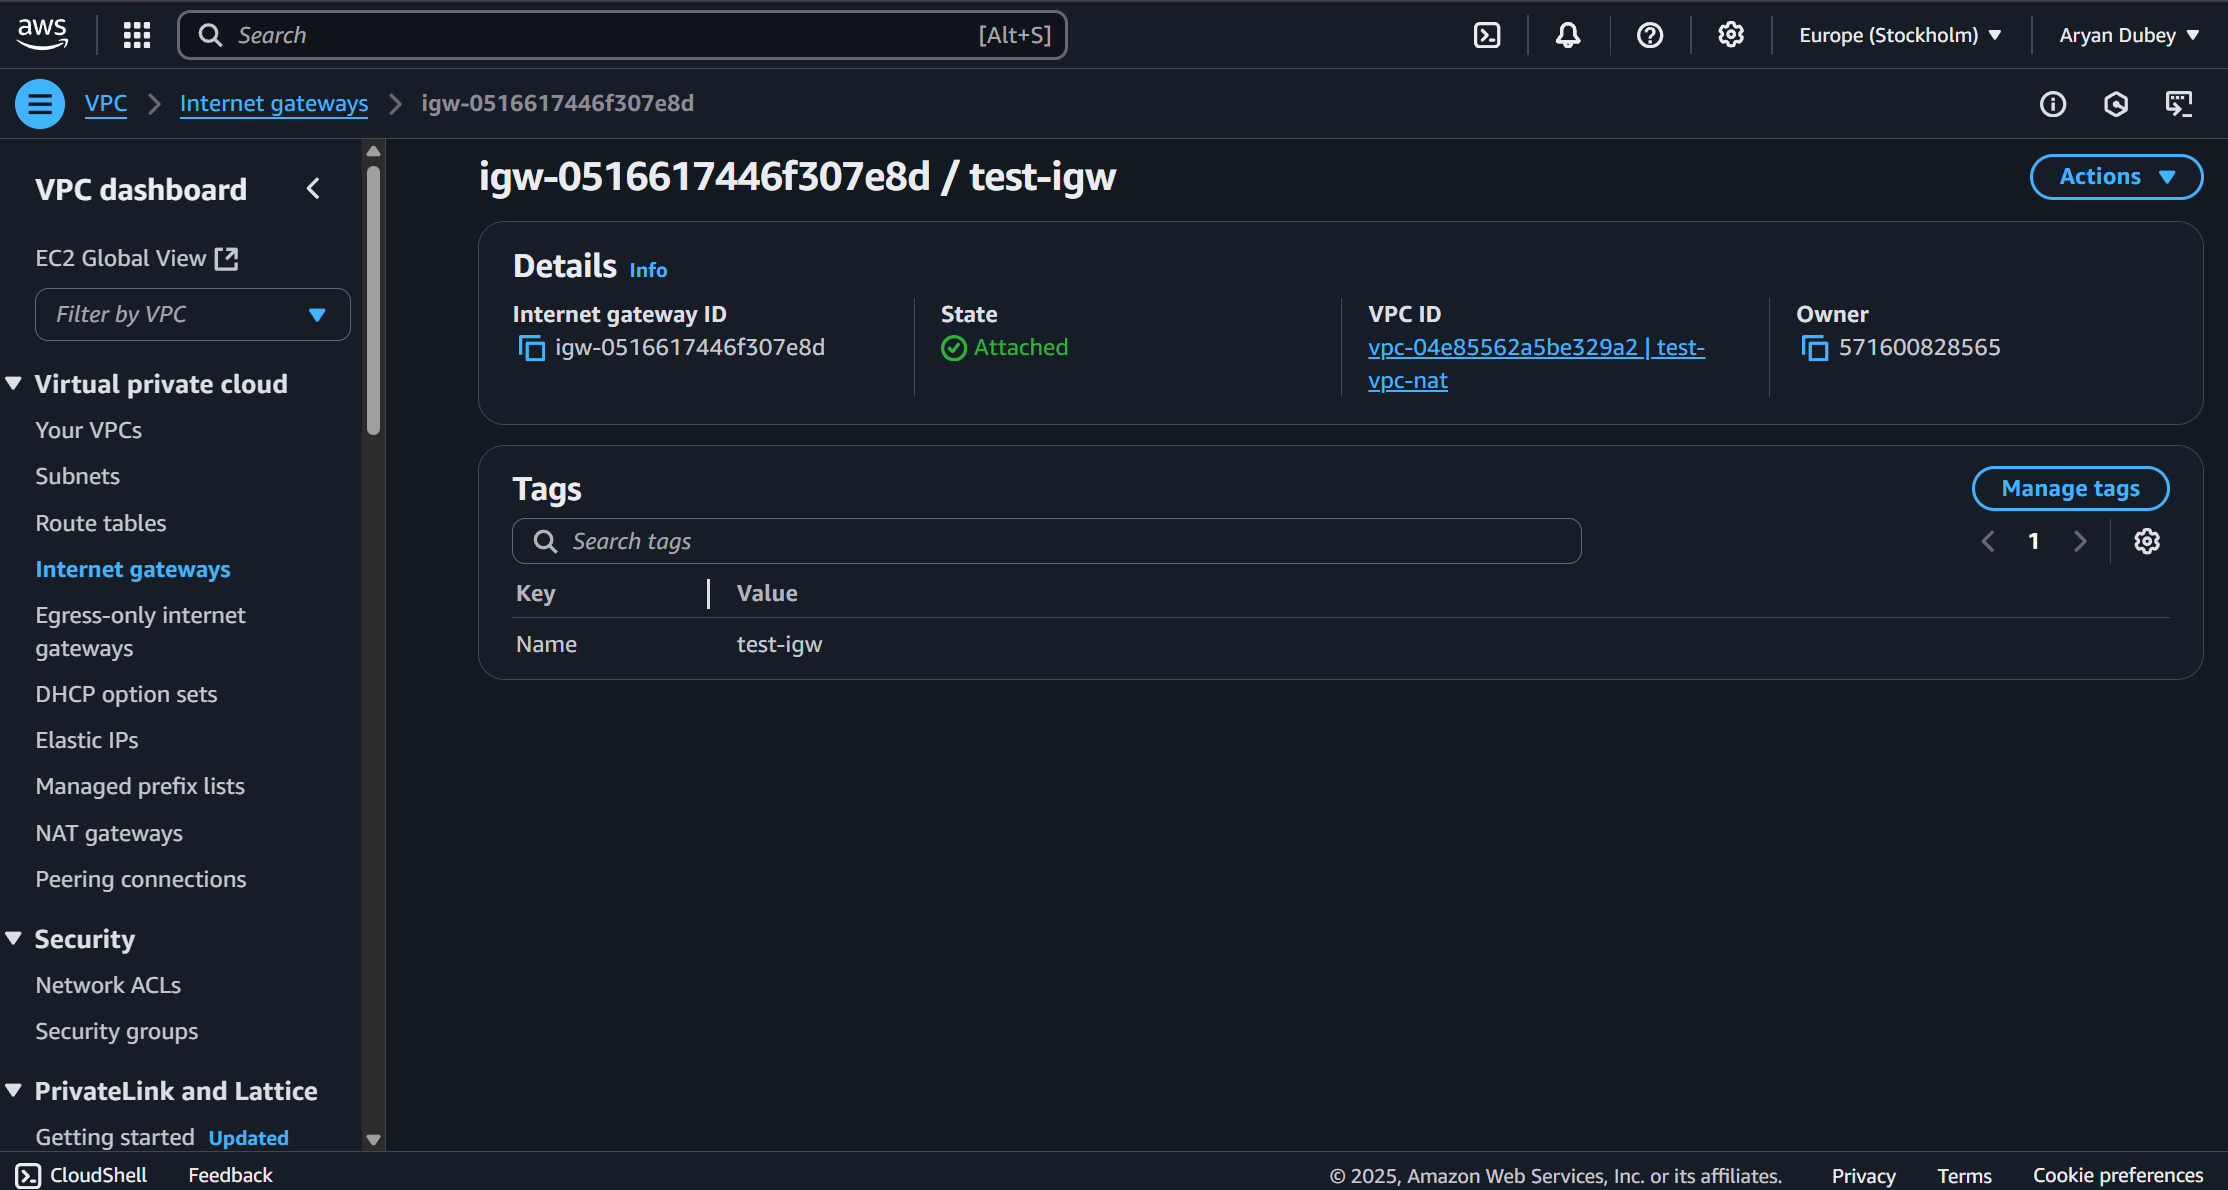 aws
Search [Alt+S]
Europe (Stockholm)
Aryan Dubey
VPC
Internet gateways
igw-0516617446f307e8d
VPC dashboard
EC2 Global View
Filter by VPC
Virtual private cloud
Your VPCs
Subnets
Route tables
Internet gateways
Egress-only internet
gateways
DHCP option sets
Elastic IPs
Managed prefix lists
NAT gateways
Peering connections
Security
Network ACLs
Security groups
PrivateLink and Lattice
Getting started Updated
igw-0516617446f307e8d / test-igw
Actions
Details Info
Internet gateway ID
igw-0516617446f307e8d
State
Attached
VPC ID
vpc-04e85562a5be329a2 | test-
vpc-nat
Owner
571600828565
Tags
Manage tags
Search tags
1
Key Value
Name test-igw
CloudShell
Feedback
© 2025, Amazon Web Services, Inc. or its affiliates.
Privacy
Terms
Cookie preferences